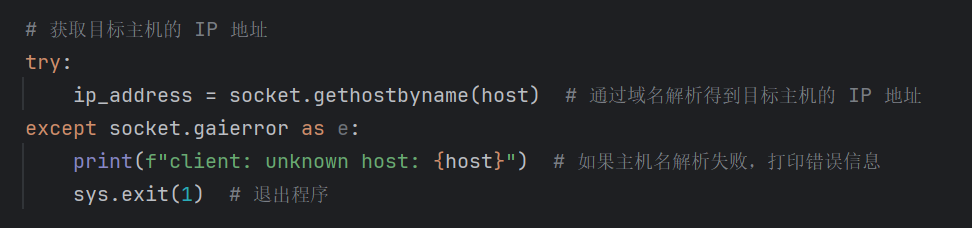 # 获取目标主机的 IP 地址
try:
    ip_address = socket.gethostbyname(host)  # 通过域名解析得到目标主机的 IP 地址
except socket.gaierror as e:
    print(f"client: unknown host: {host}")  # 如果主机名解析失败，打印错误信息
    sys.exit(1)  # 退出程序